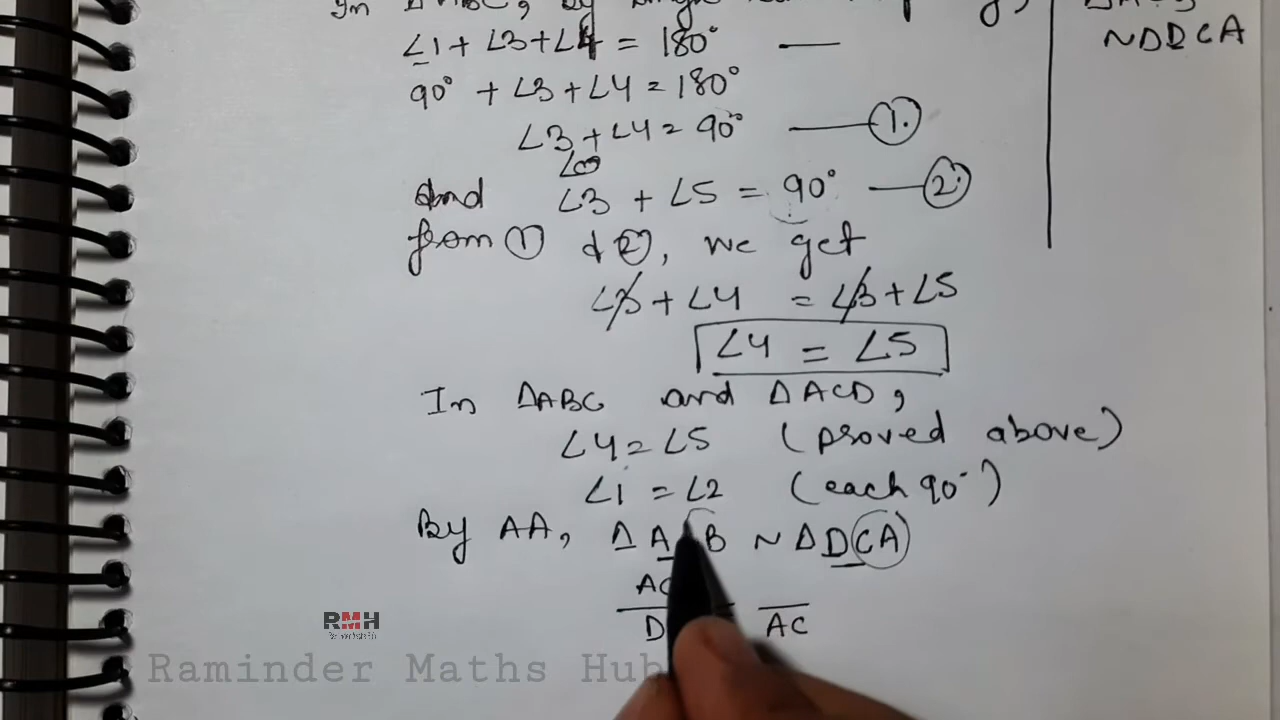 ∠1 + ∠3 + ∠4 = 180°
90° + ∠3 + ∠4 = 180°
∠3 + ∠4 = 90° —— ①.
And ∠3 + ∠5 = 90° —— ②.
from ① & ②, we get
∠3 + ∠4 = ∠3 + ∠5
∠4 = ∠5
In ΔABC and ΔACD,
∠4 = ∠5 (proved above)
∠1 = ∠2 (each 90°)
By AA, Δ A B ~ Δ DCA
AC
D AC
~ΔDCA
RMH
Raminder Maths Hub